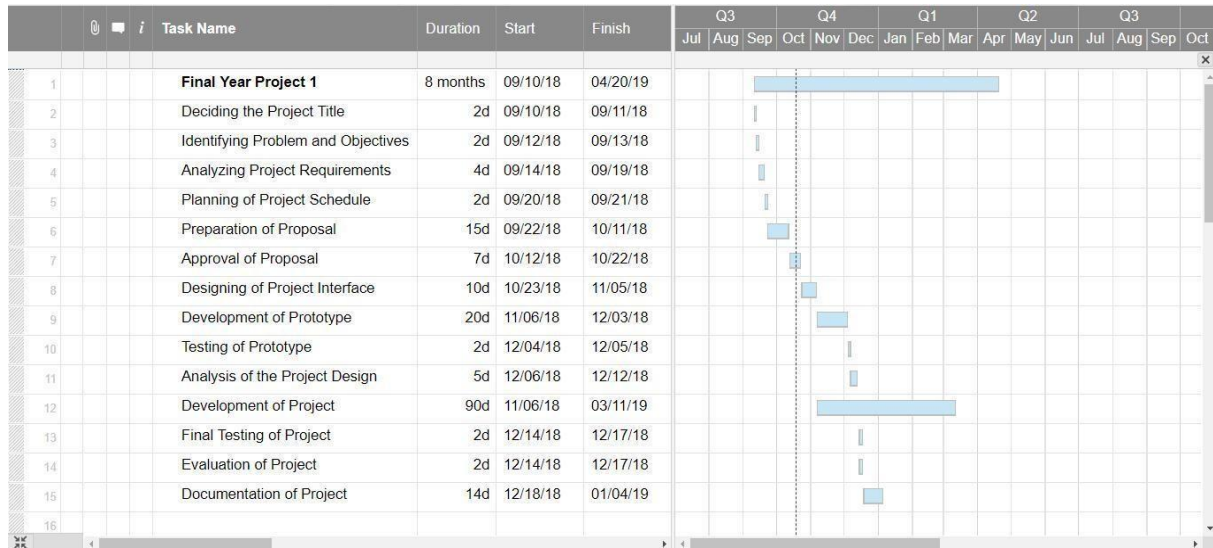 Q3 Q4 Q1 Q2 Q3
i Task Name Duration Start Finish Jul Aug Sep Oct Nov Dec Jan Feb Mar Apr May Jun Jul Aug Sep Oct
1 Final Year Project 1 8 months 09/10/18 04/20/19
2 Deciding the Project Title 2d 09/10/18 09/11/18
3 Identifying Problem and Objectives 2d 09/12/18 09/13/18
4 Analyzing Project Requirements 4d 09/14/18 09/19/18
5 Planning of Project Schedule 2d 09/20/18 09/21/18
6 Preparation of Proposal 15d 09/22/18 10/11/18
7 Approval of Proposal 7d 10/12/18 10/22/18
8 Designing of Project Interface 10d 10/23/18 11/05/18
9 Development of Prototype 20d 11/06/18 12/03/18
10 Testing of Prototype 2d 12/04/18 12/05/18
11 Analysis of the Project Design 5d 12/06/18 12/12/18
12 Development of Project 90d 11/06/18 03/11/19
13 Final Testing of Project 2d 12/14/18 12/17/18
14 Evaluation of Project 2d 12/14/18 12/17/18
15 Documentation of Project 14d 12/18/18 01/04/19
16